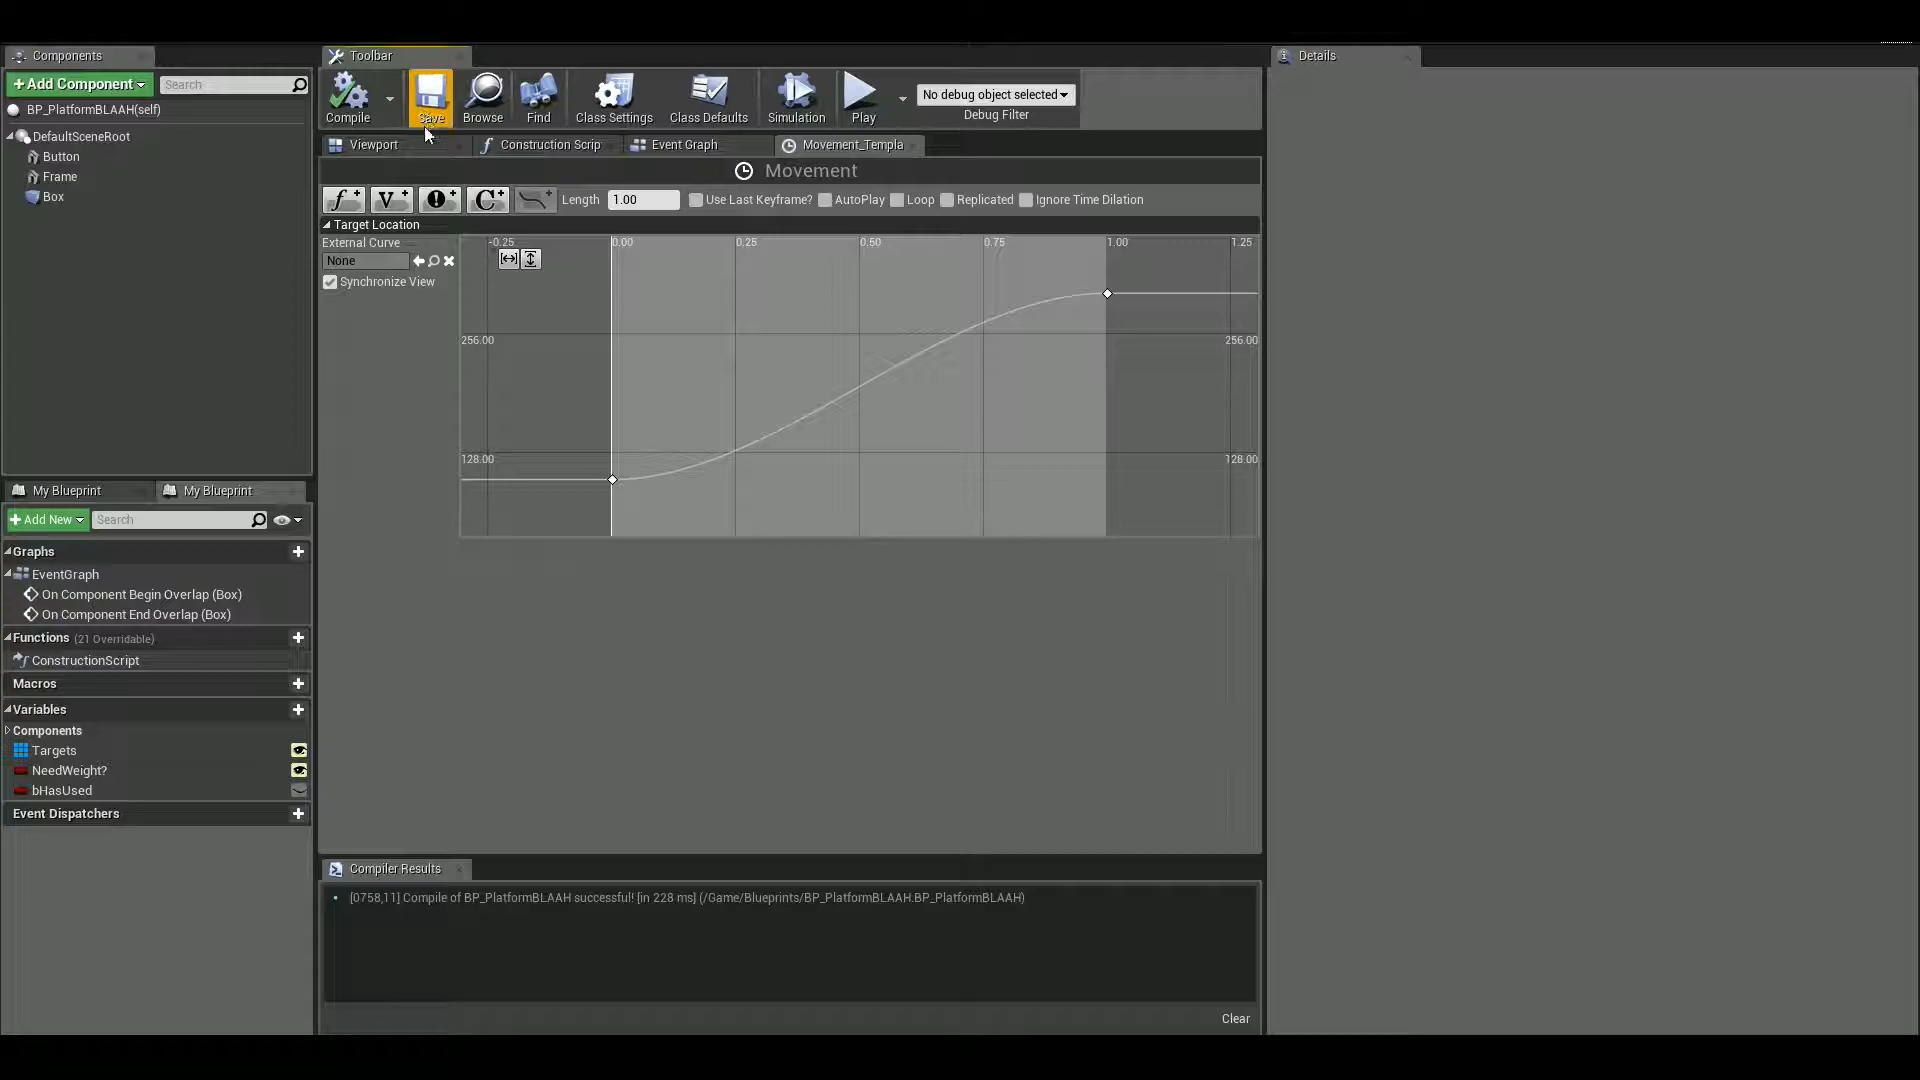 Components
Toolbar
Details
Add Component
Search
BP_PlatformBLAAH(self)
DefaultSceneRoot
Button
Frame
Box
Compile
Save
Browse
Find
Class Settings
Class Defaults
Simulation
Play
No debug object selected
Debug Filter
Viewport
Construction Scrip
Event Graph
Movement_Templa
Movement
Length
1.00
Use Last Keyframe?
AutoPlay
Loop
Replicated
Ignore Time Dilation
Target Location
External Curve
None
Synchronize View
-0.25 0.00 0.25 0.50 0.75 1.00 1.25
256.00 256.00
128.00 128.00
My Blueprint
My Blueprint
Add New
Search
Graphs
EventGraph
On Component Begin Overlap (Box)
On Component End Overlap (Box)
Functions (21 Overridable)
ConstructionScript
Macros
Variables
Components
Targets
NeedWeight?
bHasUsed
Event Dispatchers
Compiler Results
[0758,11] Compile of BP_PlatformBLAAH successful! [in 228 ms] (/Game/Blueprints/BP_PlatformBLAAH.BP_PlatformBLAAH)
Clear